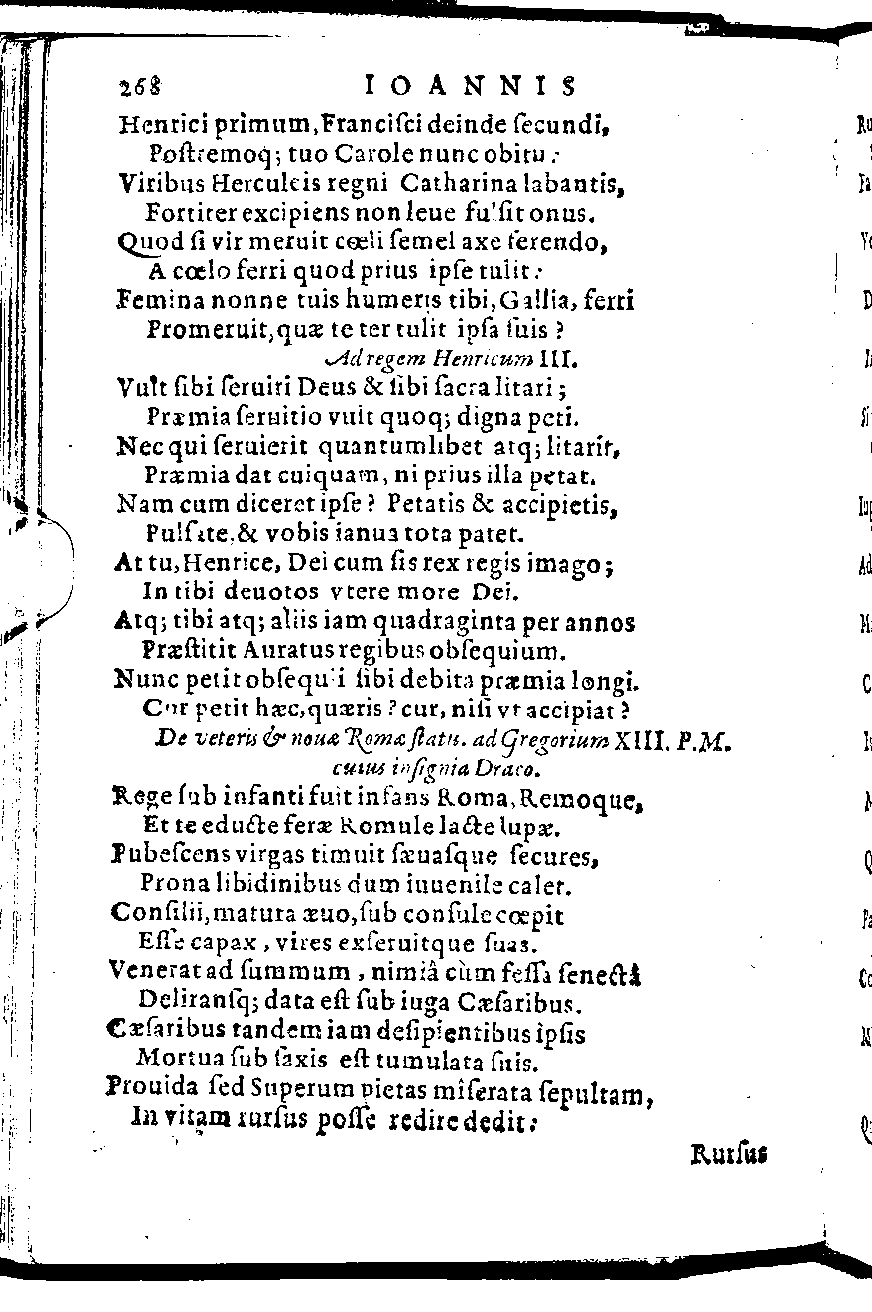 268 IOANNIS
Henrici primum, Franciſci deinde ſecundi,
Poſtremoq; tuo Carole nunc obitu:
Viribus Herculeis regni Catharina labantis,
Fortiter excipiens non leue fulſit onus.
Quod ſi vir meruit cœli ſemel axe ferendo,
A cœlo ferri quod prius ipſe tulit:
Femina nonne tuis humeris tibi, Gallia, ferri
Promeruit, quæ te ter tulit ipſa ſuis?
Ad regem Henricum III.
Vult ſibi ſeruiri Deus & ſibi ſacra litari;
Præmia ſeruitio vult quoq; digna peti.
Nec qui ſeruierit quantumlibet atq; litarit,
Præmia dat cuiquam, ni prius illa petat.
Nam cum diceret ipſe? Petatis & accipietis,
Pulſate, & vobis ianua tota patet.
At tu, Henrice, Dei cum ſis rex regis imago;
In tibi deuotos vtere more Dei.
Atq; tibi atq; aliis iam quadraginta per annos
Præſtitit Auratus regibus obſequium.
Nunc petit obſequii ſibi debita præmia longi.
Cur petit hæc, quæris? cur, niſi vt accipiat?
De veteris & nouæ Romæ ſtatu. ad Gregorium XIII. P.M.
cuius inſignia Draco.
Rege ſub infanti fuit infans Roma, Remoque,
Et te educte feræ Romule lacte lupæ.
Pubeſcens virgas timuit ſæuaſque ſecures,
Prona libidinibus dum iuuenile calet.
Conſilii, matura æuo, ſub conſule cœpit
Eſſe capax, vires exſeruitque ſuas.
Venerat ad ſummum, nimiâ cùm feſſa ſenectâ
Deliranſq; data eſt ſub iuga Cæſaribus.
Cæſaribus tandem iam deſipientibus ipſis
Mortua ſub ſaxis eſt tumulata ſuis.
Prouida ſed Superum pietas miſerata ſepultam,
In vitam rurſus poſſe redire dedit:
Rurſus